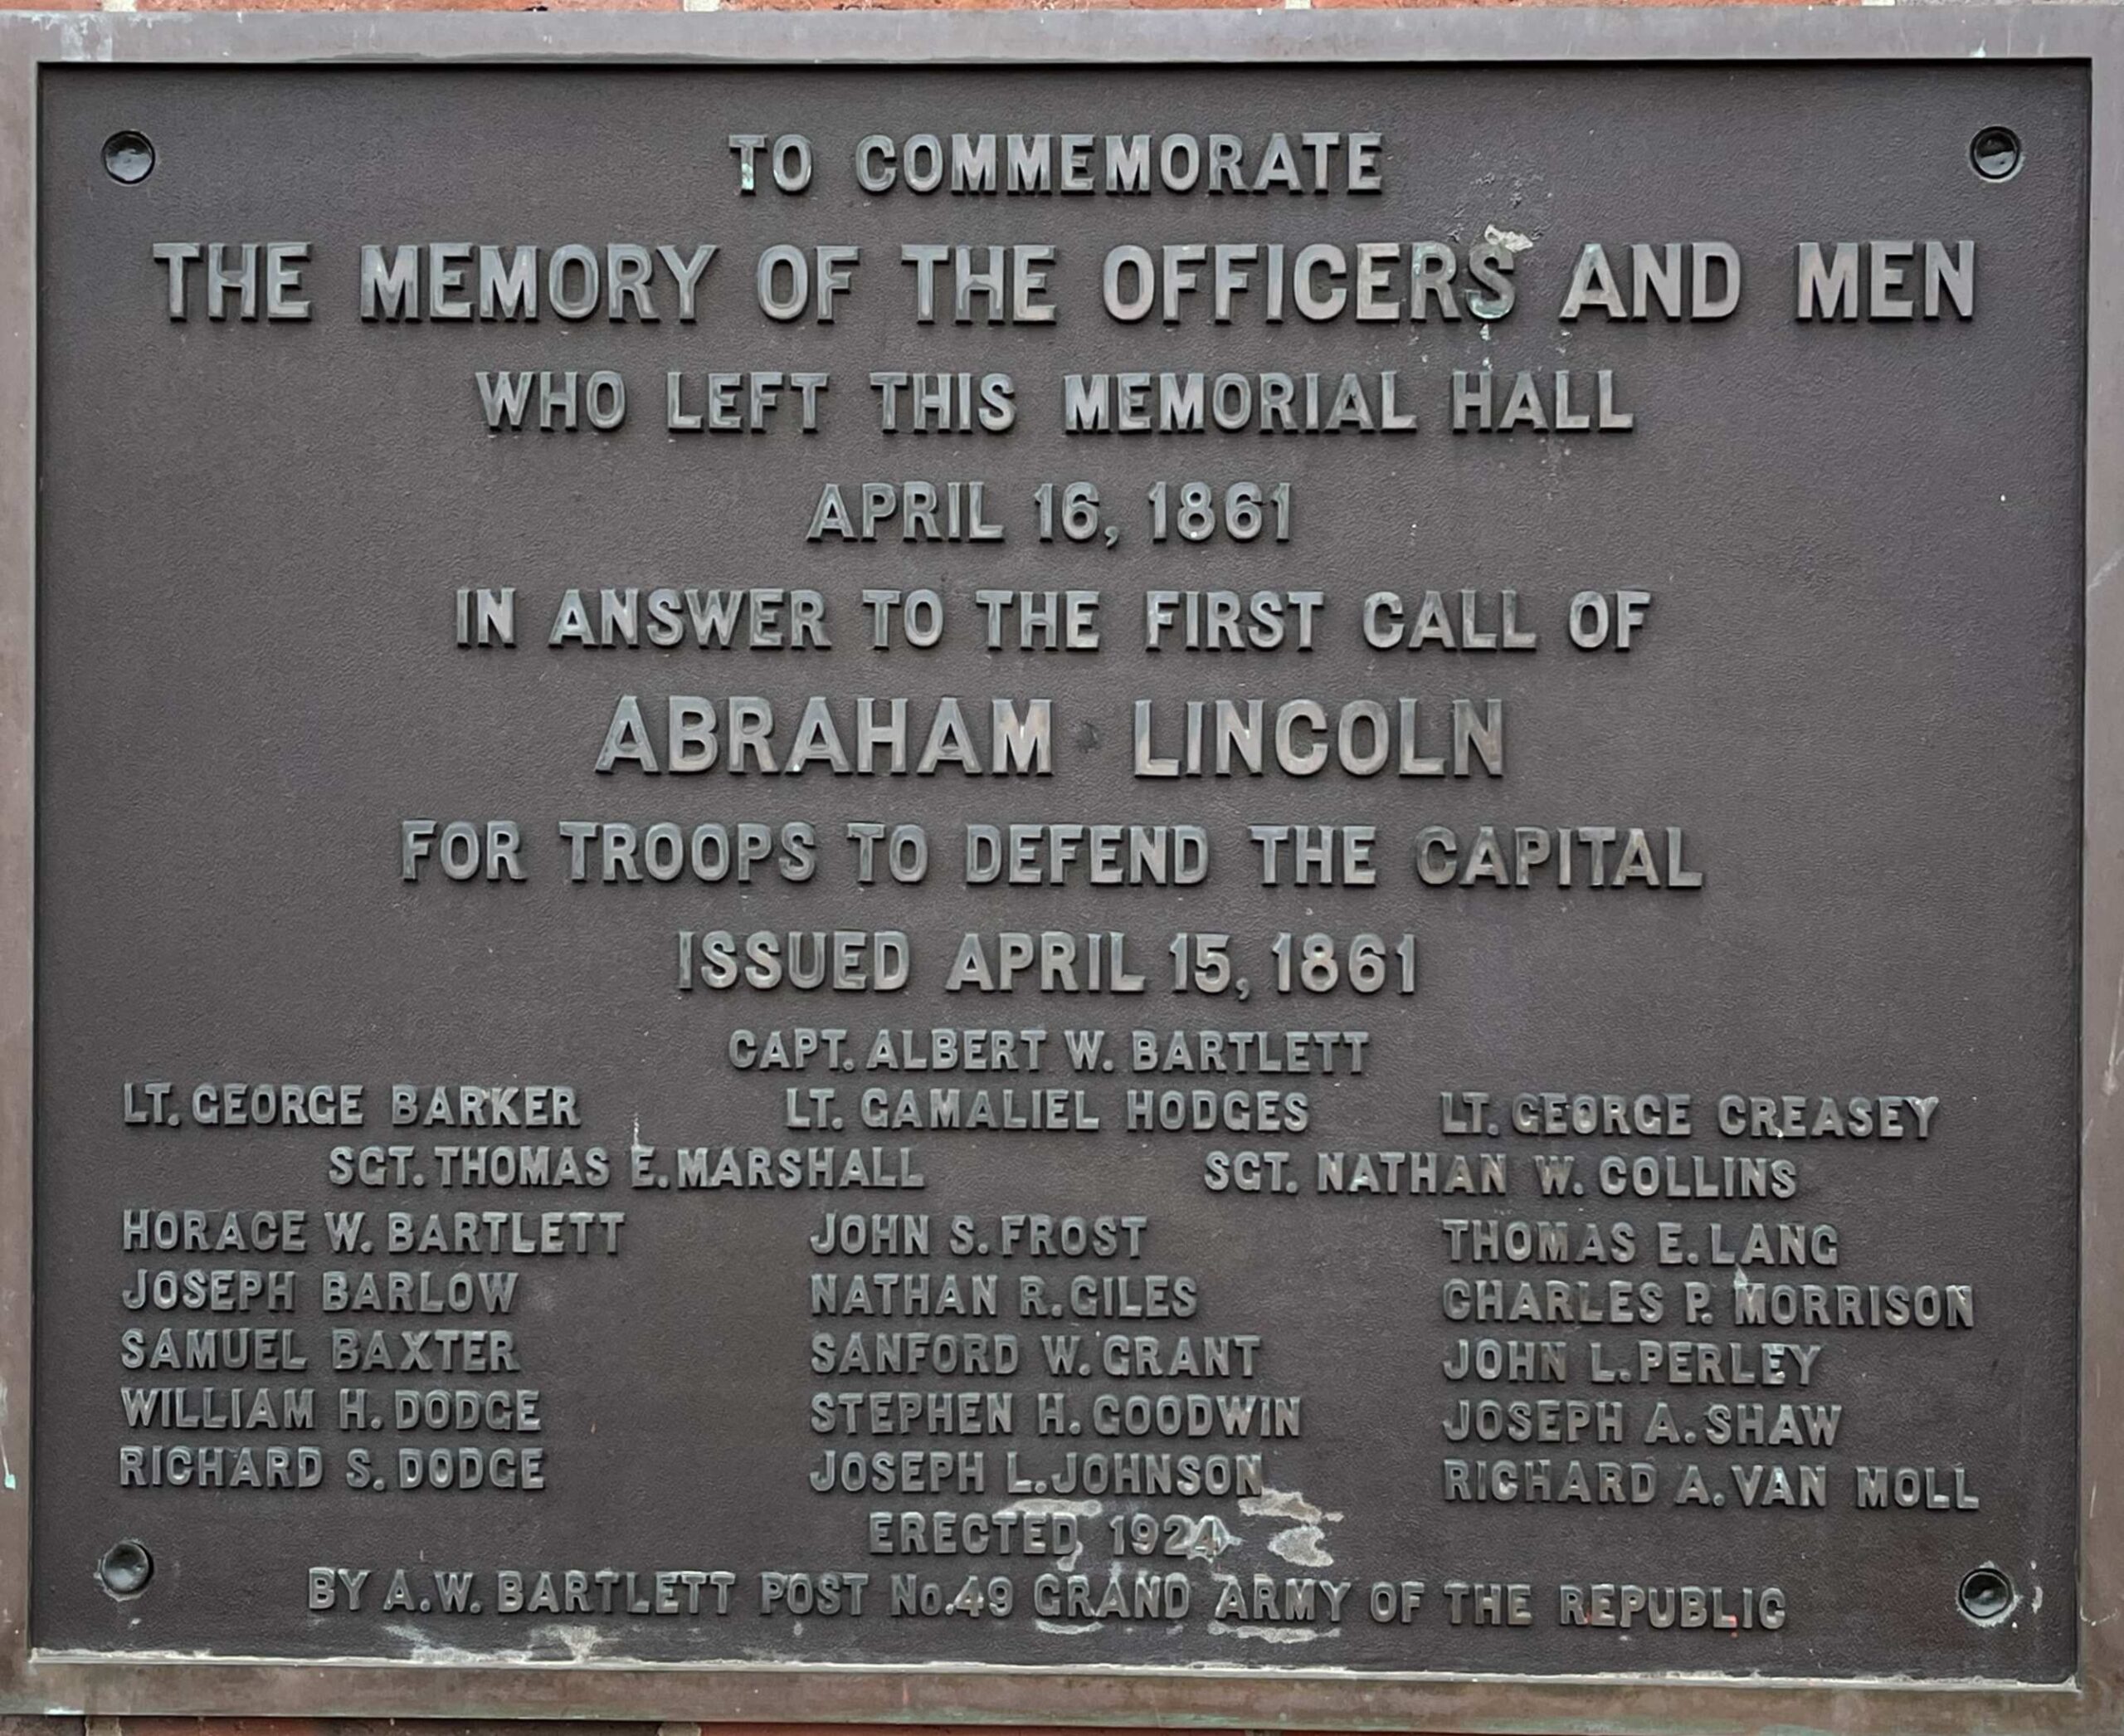 TO COMMEMORATE
THE MEMORY OF THE OFFICERS AND MEN
WHO LEFT THIS MEMORIAL HALL
APRIL 16, 1861
IN ANSWER TO THE FIRST CALL OF
ABRAHAM LINCOLN
FOR TROOPS TO DEFEND THE CAPITAL
ISSUED APRIL 15, 1861
CAPT. ALBERT W. BARTLETT
LT. GEORGE BARKER LT. GAMALIEL HODGES LT. GEORGE CREASEY
SGT. THOMAS E. MARSHALL SGT. NATHAN W. COLLINS
HORACE W. BARTLETT JOHN S. FROST THOMAS E. LANG
JOSEPH BARLOW NATHAN R. GILES CHARLES P. MORRISON
SAMUEL BAXTER SANFORD W. GRANT JOHN L. PERLEY
WILLIAM H. DODGE STEPHEN H. GOODWIN JOSEPH A. SHAW
RICHARD S. DODGE JOSEPH L. JOHNSON RICHARD A. VAN MOLL
ERECTED 1924
BY A.W. BARTLETT POST No. 49 GRAND ARMY OF THE REPUBLIC